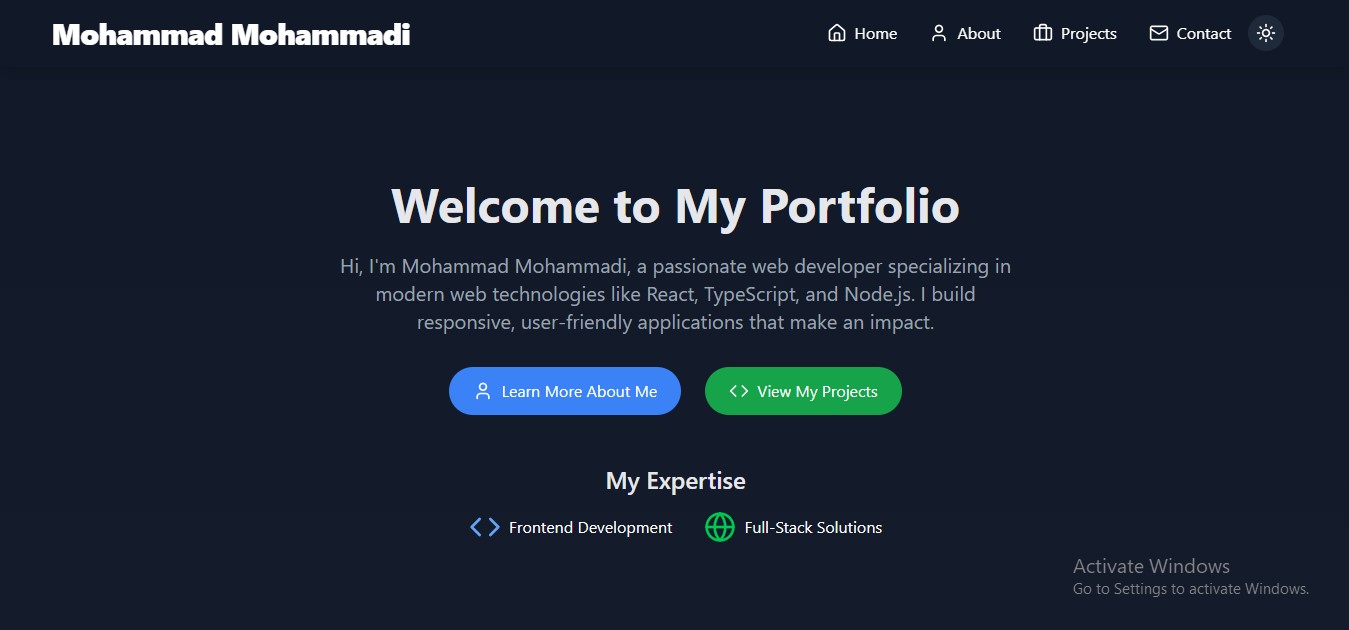 Mohammad Mohammadi
Home
About
Projects
Contact
Welcome to My Portfolio
Hi, I'm Mohammad Mohammadi, a passionate web developer specializing in
modern web technologies like React, TypeScript, and Node.js. I build
responsive, user-friendly applications that make an impact.
Learn More About Me
View My Projects
My Expertise
Frontend Development
Full-Stack Solutions
Activate Windows
Go to Settings to activate Windows.